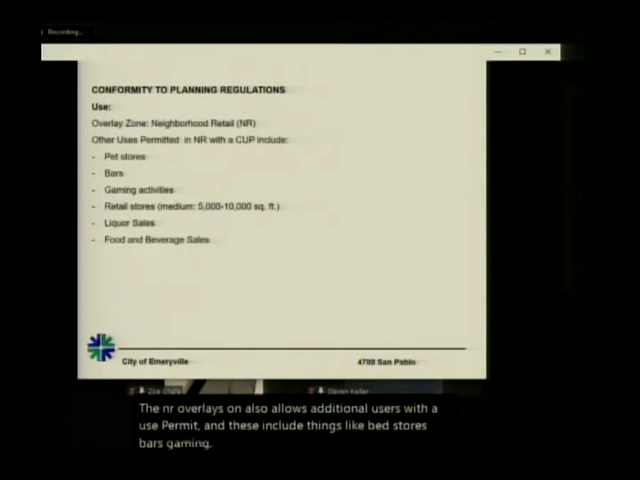 Recording...
CONFORMITY TO PLANNING REGULATIONS
Use:
Overlay Zone: Neighborhood Retail (NR)
Other Uses Permitted in NR with a CUP include:
- Pet stores
- Bars
- Gaming activities
- Retail stores (medium: 5,000-10,000 sq. ft.)
- Liquor Sales
- Food and Beverage Sales
City of Emeryville
4700 San Pablo
Steven Keller
The nr overlays on also allows additional users with a
use Permit, and these include things like bed stores
bars gaming.